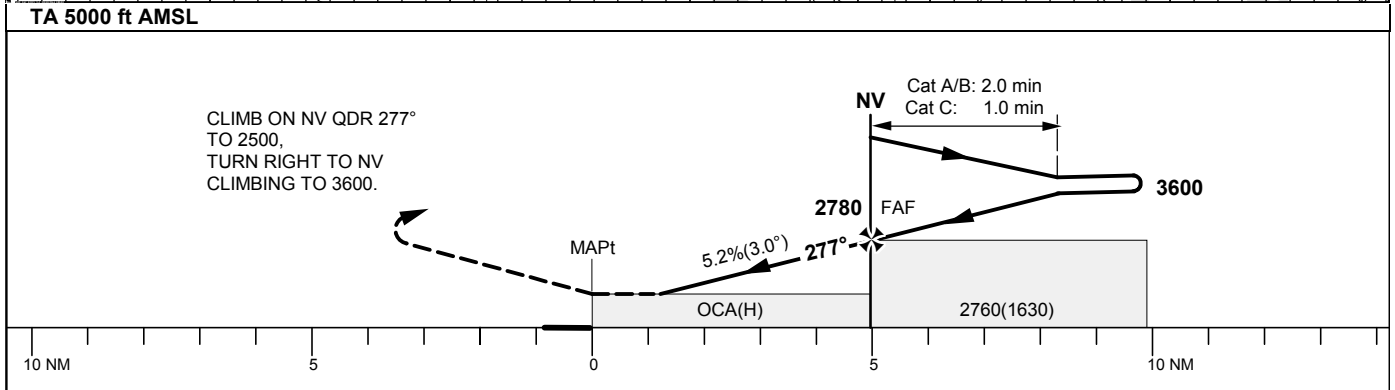 TA 5000 ft AMSL
CLIMB ON NV QDR 277°
TO 2500,
TURN RIGHT TO NV
CLIMBING TO 3600.
NV
Cat A/B: 2.0 min
Cat C: 1.0 min
3600
2780
FAF
MAPt
5.2%(3.0°)
277°
OCA(H)
2760(1630)
10 NM
5
0
5
10 NM